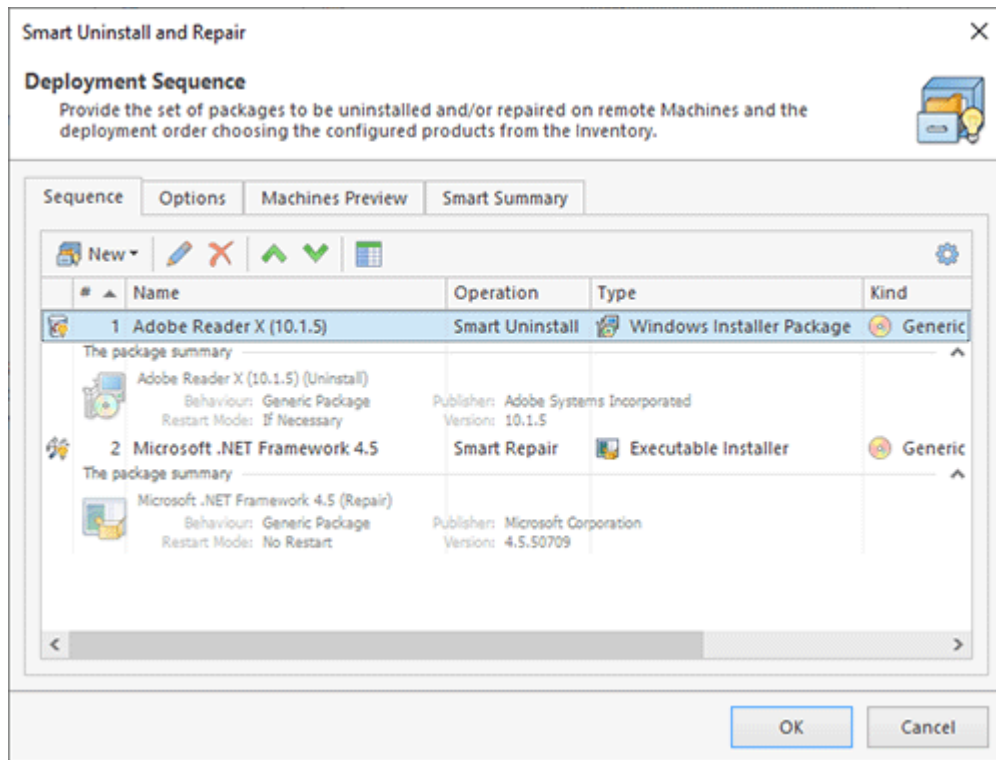 Smart Uninstall and Repair
Deployment Sequence
Provide the set of packages to be uninstalled and/or repaired on remote Machines and the
deployment order choosing the configured products from the Inventory.
Sequence Options Machines Preview Smart Summary
New
# Name Operation Type Kind
1 Adobe Reader X (10.1.5) Smart Uninstall Windows Installer Package Generic
The package summary
Adobe Reader X (10.1.5) (Uninstall)
Behaviour: Generic Package Publisher: Adobe Systems Incorporated
Restart Mode: If Necessary Version: 10.1.5
2 Microsoft .NET Framework 4.5 Smart Repair Executable Installer Generic
The package summary
Microsoft .NET Framework 4.5 (Repair)
Behaviour: Generic Package Publisher: Microsoft Corporation
Restart Mode: No Restart Version: 4.5.50709
OK Cancel